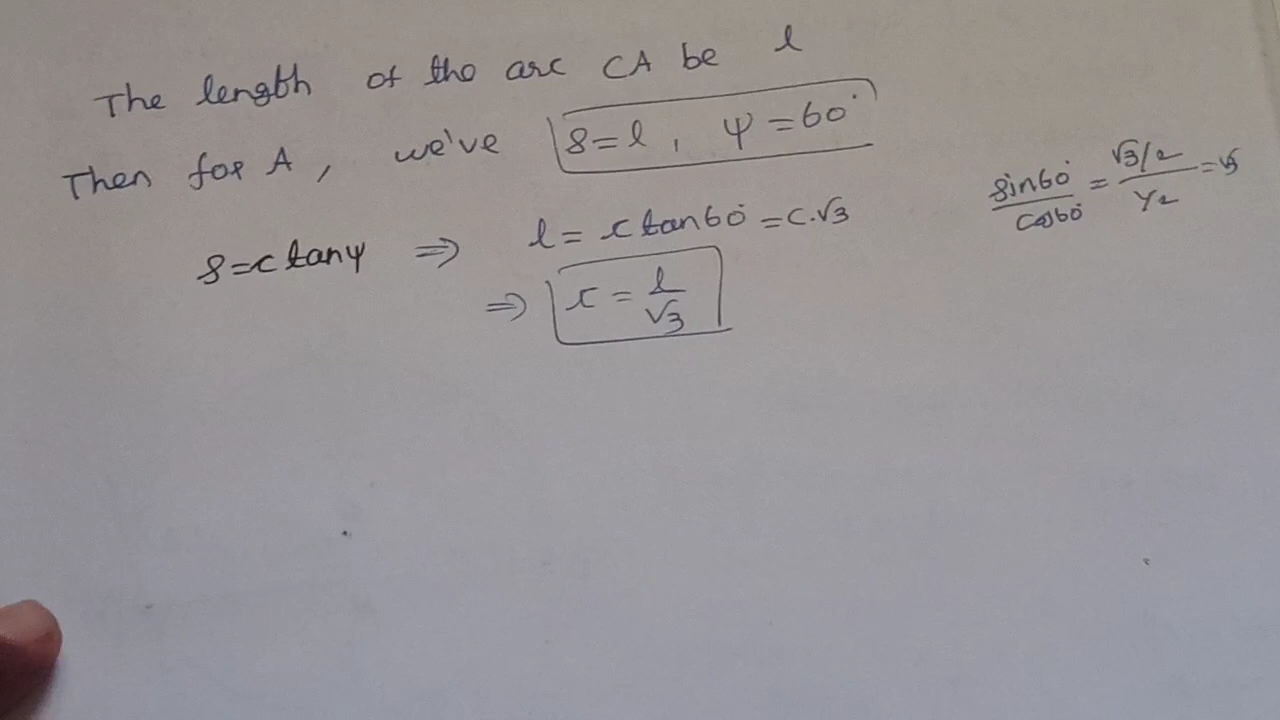 The length of the arc CA be l
Then for A, we've s=l, ψ=60°
sin60°/cos60° = √3/2 / 1/2 = √3
s=c tanψ ⇒ l = c tan60° = c.√3
⇒ c = l/√3